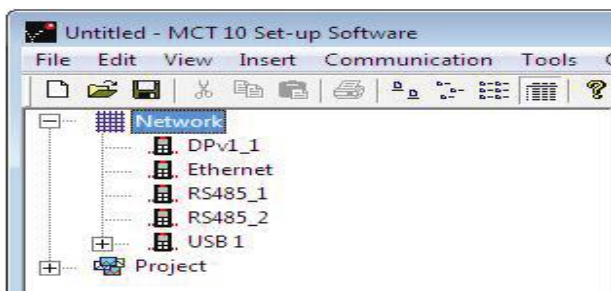 Untitled - MCT 10 Set-up Software
File Edit View Insert Communication Tools
Network
DPv1_1
Ethernet
RS485_1
RS485_2
USB 1
Project